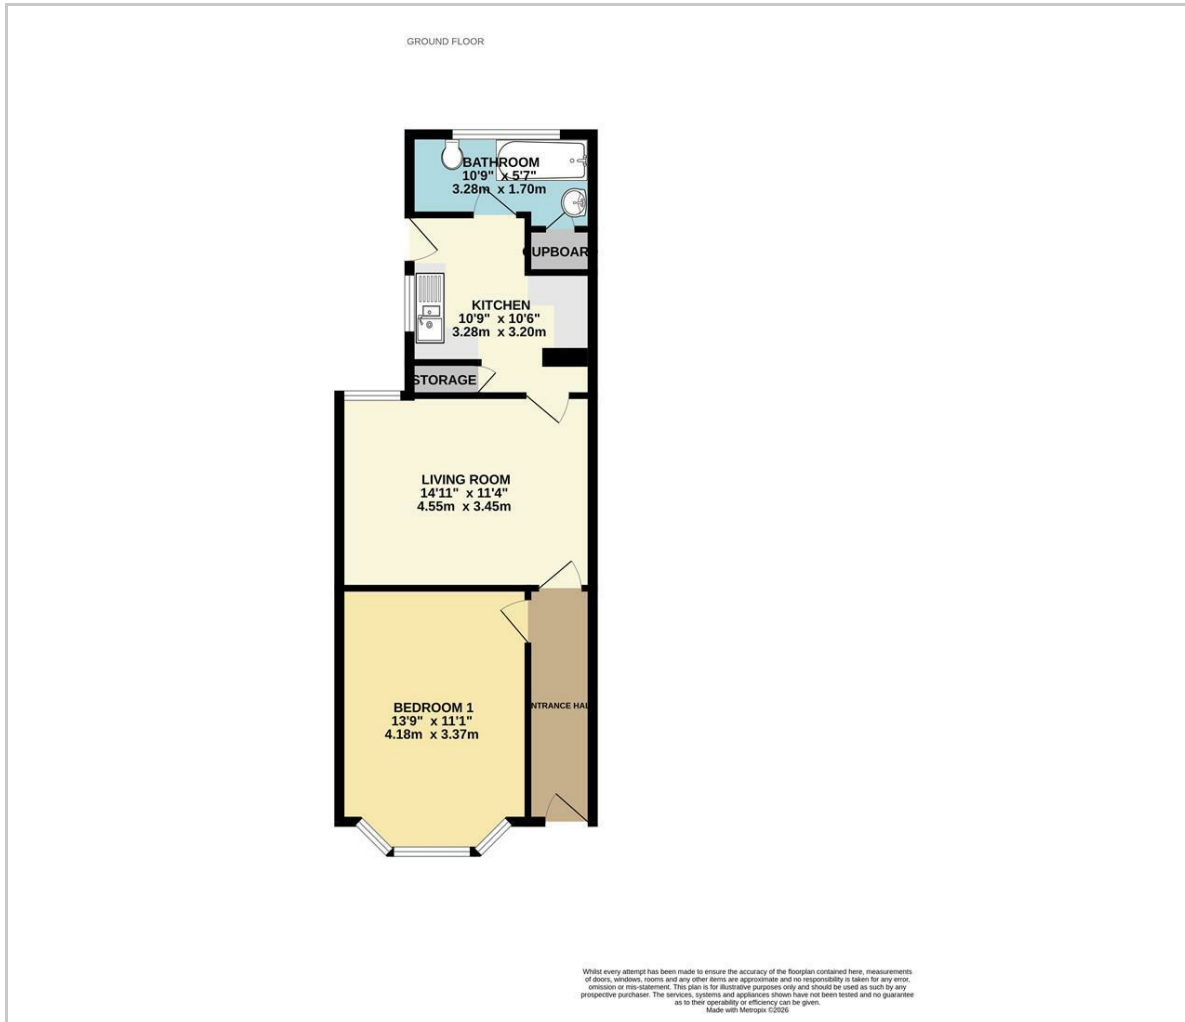 GROUND FLOOR
BATHROOM
10'9" x 5'7"
3.28m x 1.70m
CUPBOARD
KITCHEN
10'9" x 10'6"
3.28m x 3.20m
STORAGE
LIVING ROOM
14'11" x 11'4"
4.55m x 3.45m
BEDROOM 1
13'9" x 11'1"
4.18m x 3.37m
ENTRANCE HALL
Whilst every attempt has been made to ensure the accuracy of the floorplan contained here, measurements
of doors, windows, rooms and any other items are approximate and no responsibility is taken for any error,
omission or mis-statement. This plan is for illustrative purposes only and should be used as such by any
prospective purchaser. The services, systems and appliances shown have not been tested and no guarantee
as to their operability or efficiency can be given.
Made with Metropix ©2026